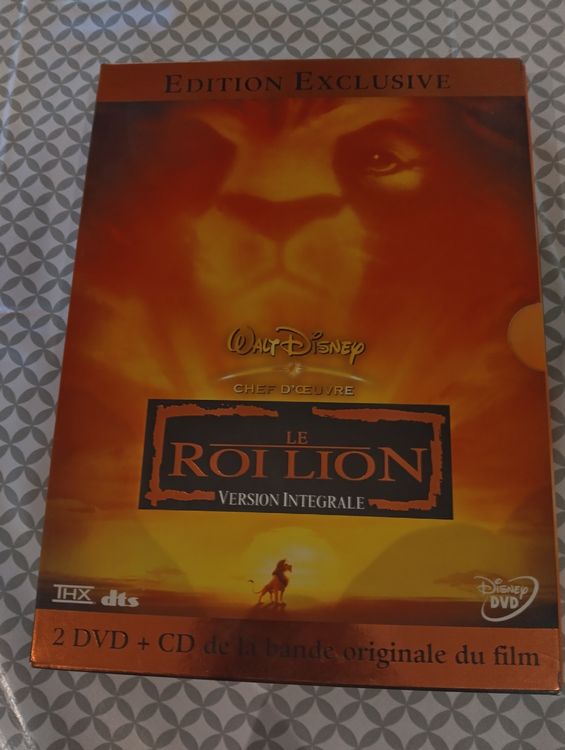 EDITION EXCLUSIVE
WALT DISNEY
CHEF D'ŒUVRE
LE
ROI LION
VERSION INTEGRALE
THX dts
DISNEY
DVD
2 DVD + CD de la bande originale du film